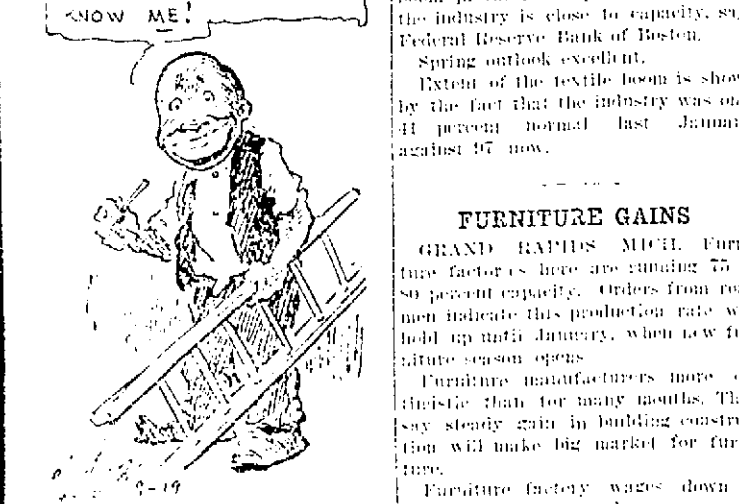 KNOW ME!
9-19
the industry is close to capacity,
Federal Reserve Bank of Boston.
Spring outlook excellent.
Extent of the textile boom is show
by the fact that the industry was on
41 percent normal last Januar
against 97 now.
FURNITURE GAINS
GRAND RAPIDS MICH. Furn
ture factories here are running 75
80 percent capacity. Orders from roa
men indicate this production rate w
hold up until January, when new fu
niture season opens
Furniture manufacturers more o
timistic than for many months. Th
say steady gain in building constru
tion will make big market for fur
ture.
Furniture factory wages down